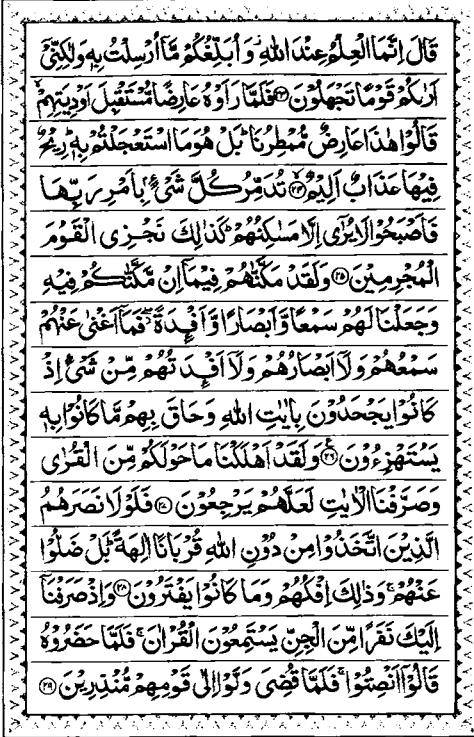 قَالَ اِنَّمَا الْعِلْمُ عِنْدَ اللّٰهِ ۖ وَاُبَلِّغُكُمْ مَّاۤ اُرْسِلْتُ بِهٖ وَلٰكِنِّيْۤ
اَرٰىكُمْ قَوْمًا تَجْهَلُوْنَ ﴿۲۳﴾ فَلَمَّا رَاَوْهُ عَارِضًا مُّسْتَقْبِلَ اَوْدِيَتِهِمْ ۙ
قَالُوْا هٰذَا عَارِضٌ مُّمْطِرُنَا ؕ بَلْ هُوَ مَا اسْتَعْجَلْتُمْ بِهٖ ؕ رِيْحٌ
فِيْهَا عَذَابٌ اَلِيْمٌ ﴿۲۴﴾ تُدَمِّرُ كُلَّ شَيْءٍۭ بِاَمْرِ رَبِّهَا
فَاَصْبَحُوْا لَا يُرٰۤى اِلَّا مَسٰكِنُهُمْ ؕ كَذٰلِكَ نَجْزِي الْقَوْمَ
الْمُجْرِمِيْنَ ﴿۲۵﴾ وَلَقَدْ مَكَّنّٰهُمْ فِيْمَاۤ اِنْ مَّكَّنّٰكُمْ فِيْهِ
وَجَعَلْنَا لَهُمْ سَمْعًا وَّاَبْصَارًا وَّاَفْـِٕدَةً ۖ فَمَاۤ اَغْنٰى عَنْهُمْ
سَمْعُهُمْ وَلَاۤ اَبْصَارُهُمْ وَلَاۤ اَفْـِٕدَتُهُمْ مِّنْ شَيْءٍ اِذْ
كَانُوْا يَجْحَدُوْنَ بِاٰيٰتِ اللّٰهِ وَحَاقَ بِهِمْ مَّا كَانُوْا بِهٖ
يَسْتَهْزِءُوْنَ ﴿۲۶﴾ وَلَقَدْ اَهْلَكْنَا مَا حَوْلَكُمْ مِّنَ الْقُرٰى
وَصَرَّفْنَا الْاٰيٰتِ لَعَلَّهُمْ يَرْجِعُوْنَ ﴿۲۷﴾ فَلَوْلَا نَصَرَهُمُ
الَّذِيْنَ اتَّخَذُوْا مِنْ دُوْنِ اللّٰهِ قُرْبَانًا اٰلِهَةً ؕ بَلْ ضَلُّوْا
عَنْهُمْ ۚ وَذٰلِكَ اِفْكُهُمْ وَمَا كَانُوْا يَفْتَرُوْنَ ﴿۲۸﴾ وَاِذْ صَرَفْنَاۤ
اِلَيْكَ نَفَرًا مِّنَ الْجِنِّ يَسْتَمِعُوْنَ الْقُرْاٰنَ ۚ فَلَمَّا حَضَرُوْهُ
قَالُوْۤا اَنْصِتُوْا ۚ فَلَمَّا قُضِيَ وَلَّوْا اِلٰى قَوْمِهِمْ مُّنْذِرِيْنَ ﴿۲۹﴾